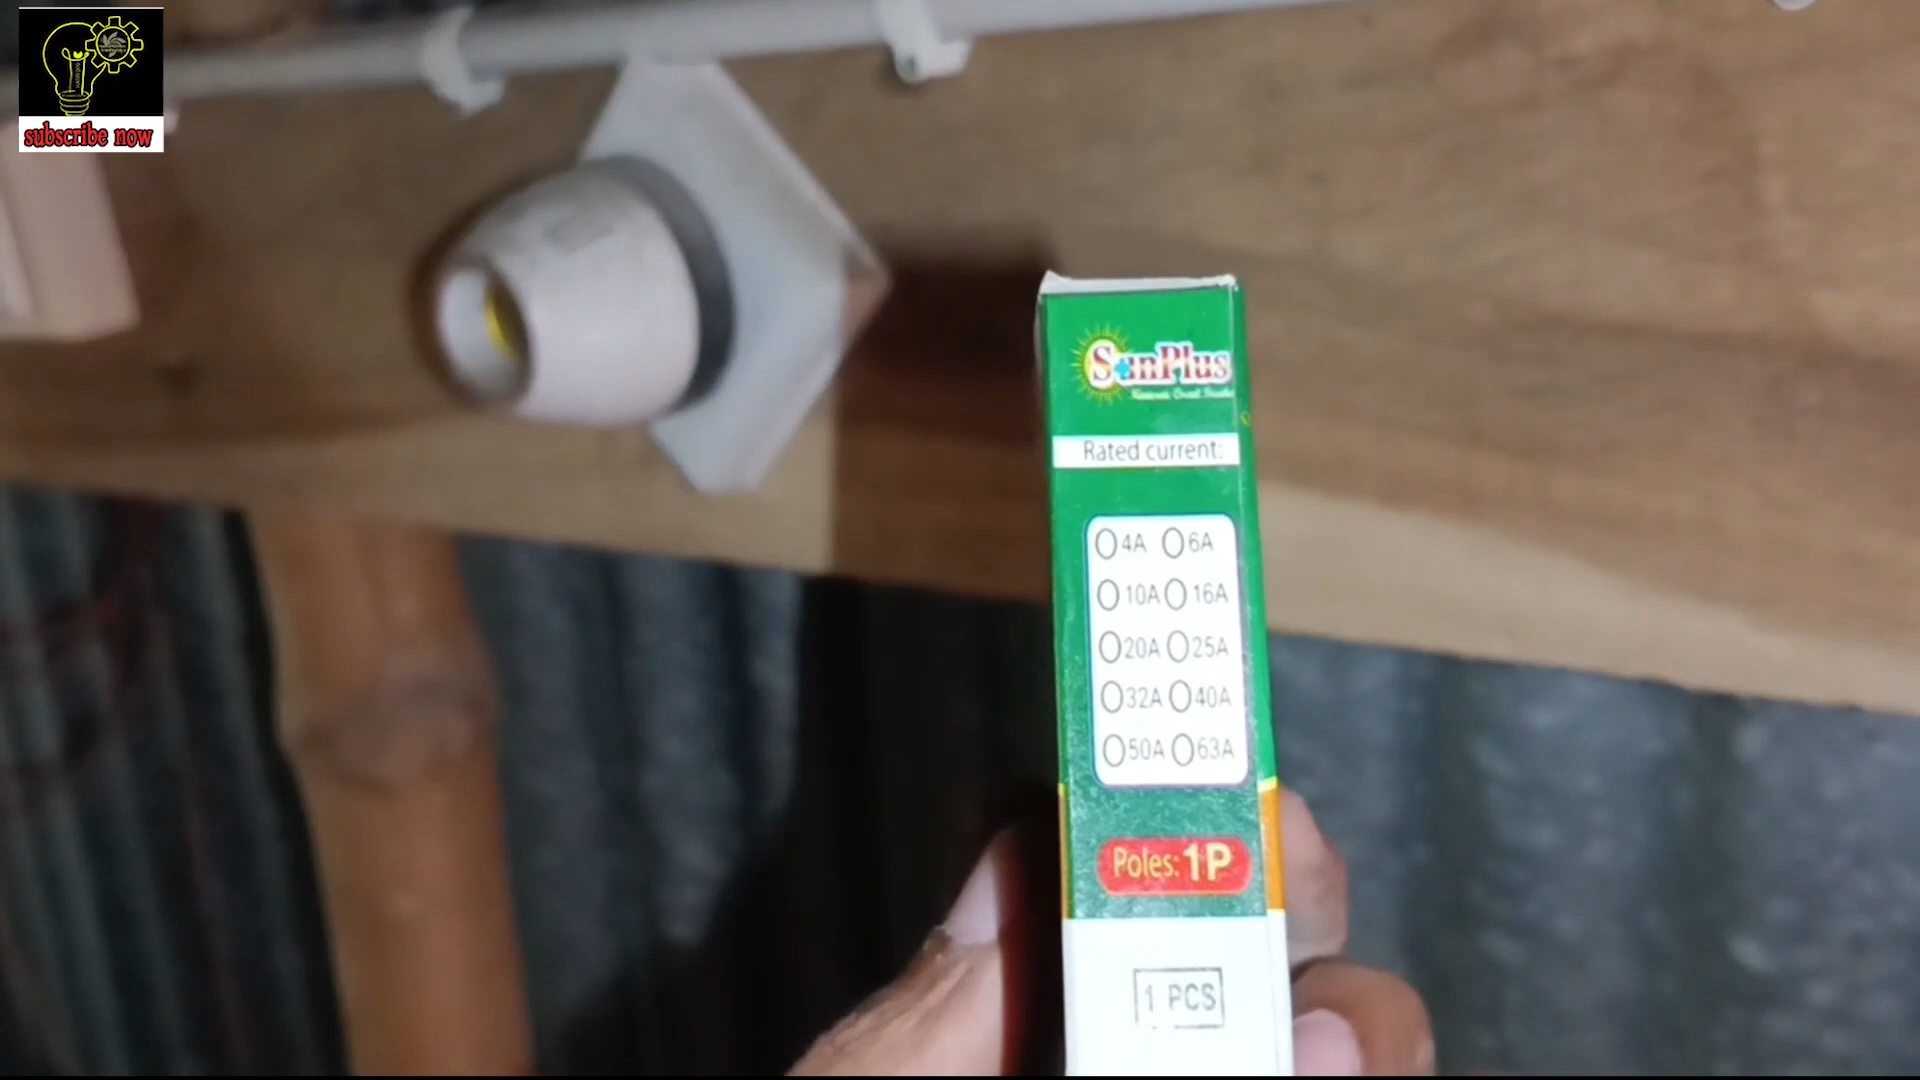 subscribe now
SunPlus
Rated current:
4A 6A
10A 16A
20A 25A
32A 40A
50A 63A
Poles: 1P
1 PCS